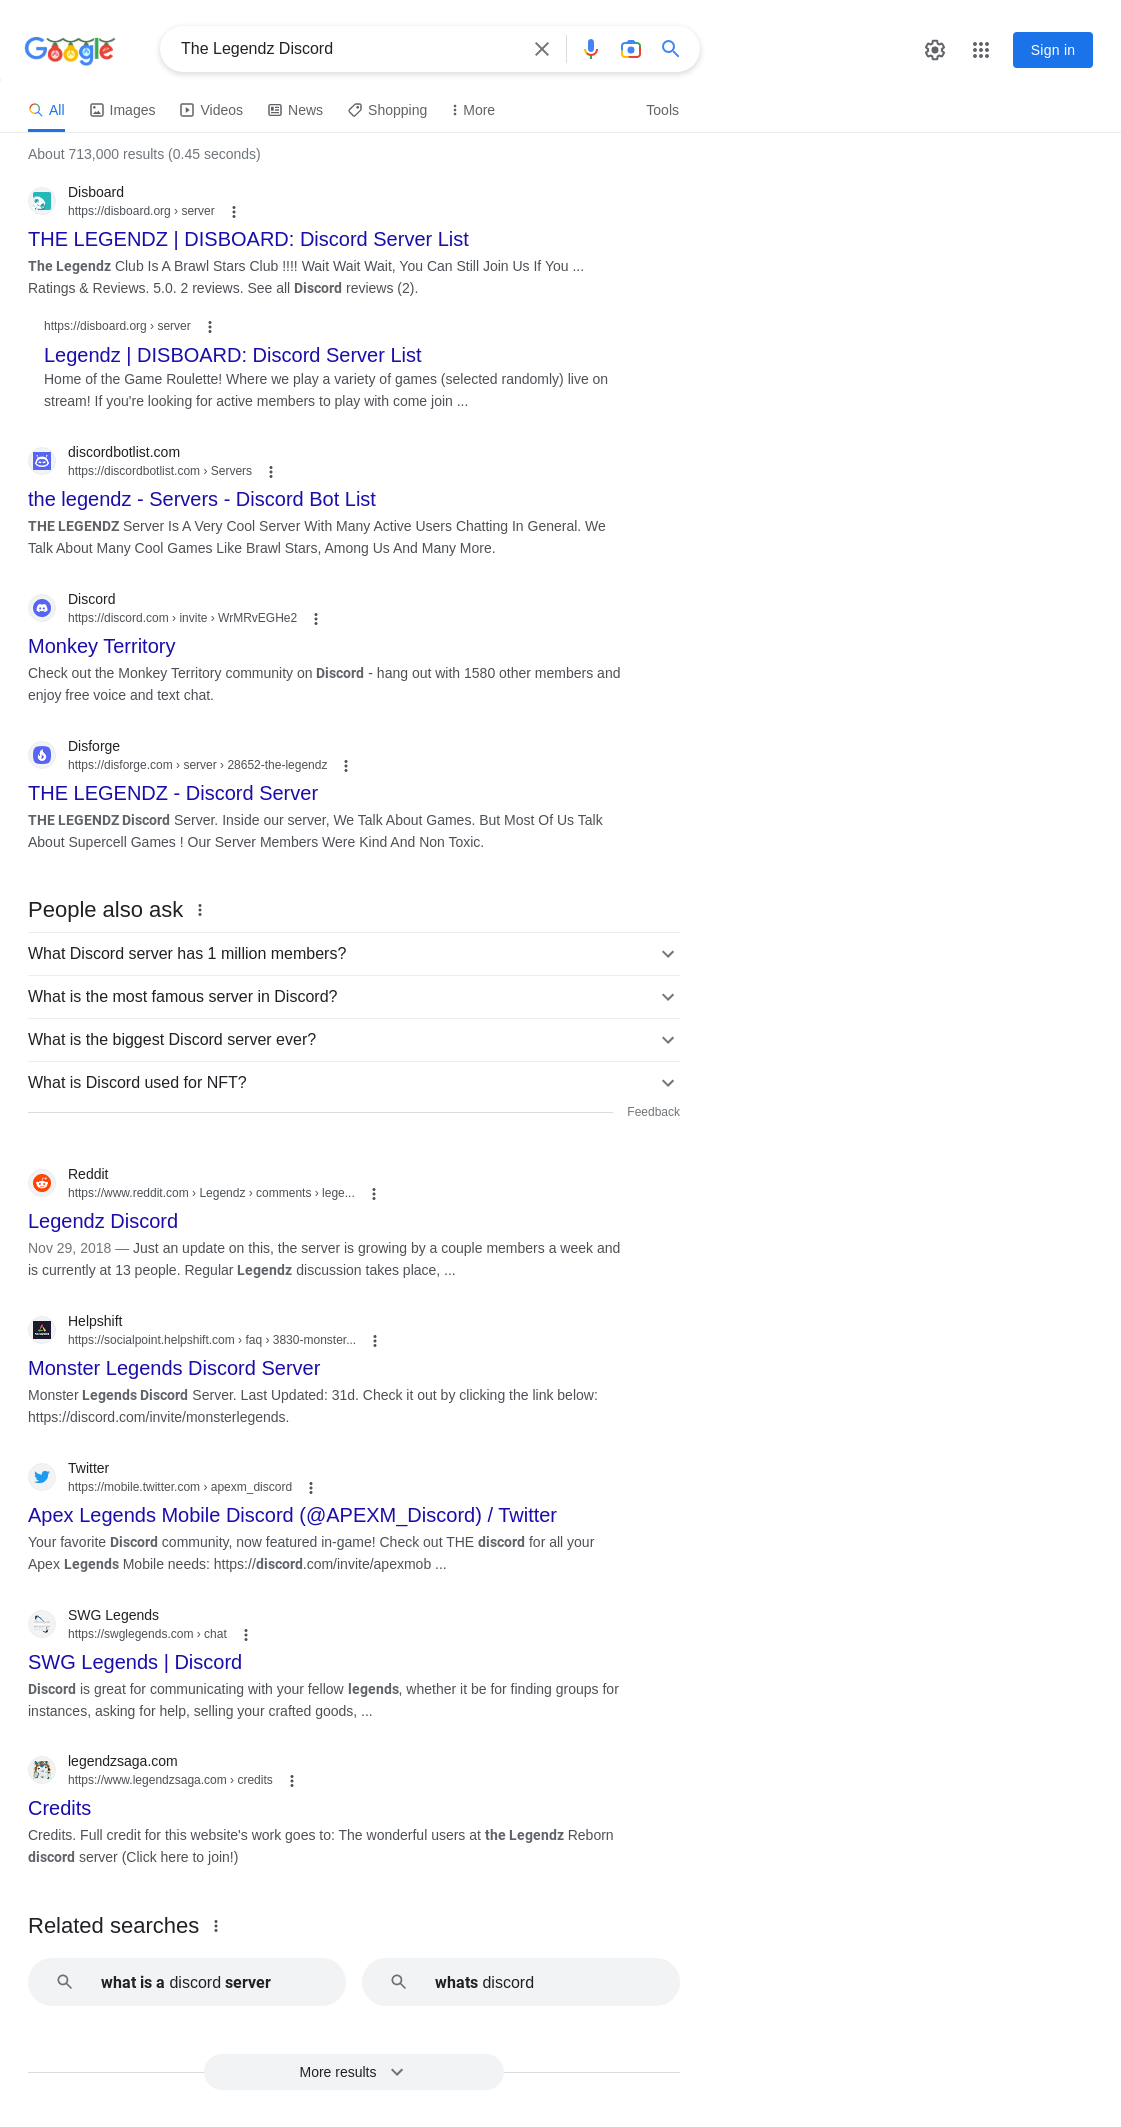 Google
The Legendz Discord
Sign in
All
Images
Videos
News
Shopping
More
Tools
About 713,000 results (0.45 seconds)
Disboard
https://disboard.org › server
THE LEGENDZ | DISBOARD: Discord Server List
The Legendz Club Is A Brawl Stars Club !!!! Wait Wait Wait, You Can Still Join Us If You ...
Ratings & Reviews. 5.0. 2 reviews. See all Discord reviews (2).
https://disboard.org › server
Legendz | DISBOARD: Discord Server List
Home of the Game Roulette! Where we play a variety of games (selected randomly) live on
stream! If you're looking for active members to play with come join ...
discordbotlist.com
https://discordbotlist.com › Servers
the legendz - Servers - Discord Bot List
THE LEGENDZ Server Is A Very Cool Server With Many Active Users Chatting In General. We
Talk About Many Cool Games Like Brawl Stars, Among Us And Many More.
Discord
https://discord.com › invite › WrMRvEGHe2
Monkey Territory
Check out the Monkey Territory community on Discord - hang out with 1580 other members and
enjoy free voice and text chat.
Disforge
https://disforge.com › server › 28652-the-legendz
THE LEGENDZ - Discord Server
THE LEGENDZ Discord Server. Inside our server, We Talk About Games. But Most Of Us Talk
About Supercell Games ! Our Server Members Were Kind And Non Toxic.
People also ask
What Discord server has 1 million members?
What is the most famous server in Discord?
What is the biggest Discord server ever?
What is Discord used for NFT?
Feedback
Reddit
https://www.reddit.com › Legendz › comments › lege...
Legendz Discord
Nov 29, 2018 — Just an update on this, the server is growing by a couple members a week and
is currently at 13 people. Regular Legendz discussion takes place, ...
Helpshift
https://socialpoint.helpshift.com › faq › 3830-monster...
Monster Legends Discord Server
Monster Legends Discord Server. Last Updated: 31d. Check it out by clicking the link below:
https://discord.com/invite/monsterlegends.
Twitter
https://mobile.twitter.com › apexm_discord
Apex Legends Mobile Discord (@APEXM_Discord) / Twitter
Your favorite Discord community, now featured in-game! Check out THE discord for all your
Apex Legends Mobile needs: https://discord.com/invite/apexmob ...
SWG Legends
https://swglegends.com › chat
SWG Legends | Discord
Discord is great for communicating with your fellow legends, whether it be for finding groups for
instances, asking for help, selling your crafted goods, ...
legendzsaga.com
https://www.legendzsaga.com › credits
Credits
Credits. Full credit for this website's work goes to: The wonderful users at the Legendz Reborn
discord server (Click here to join!)
Related searches
what is a discord server
whats discord
More results